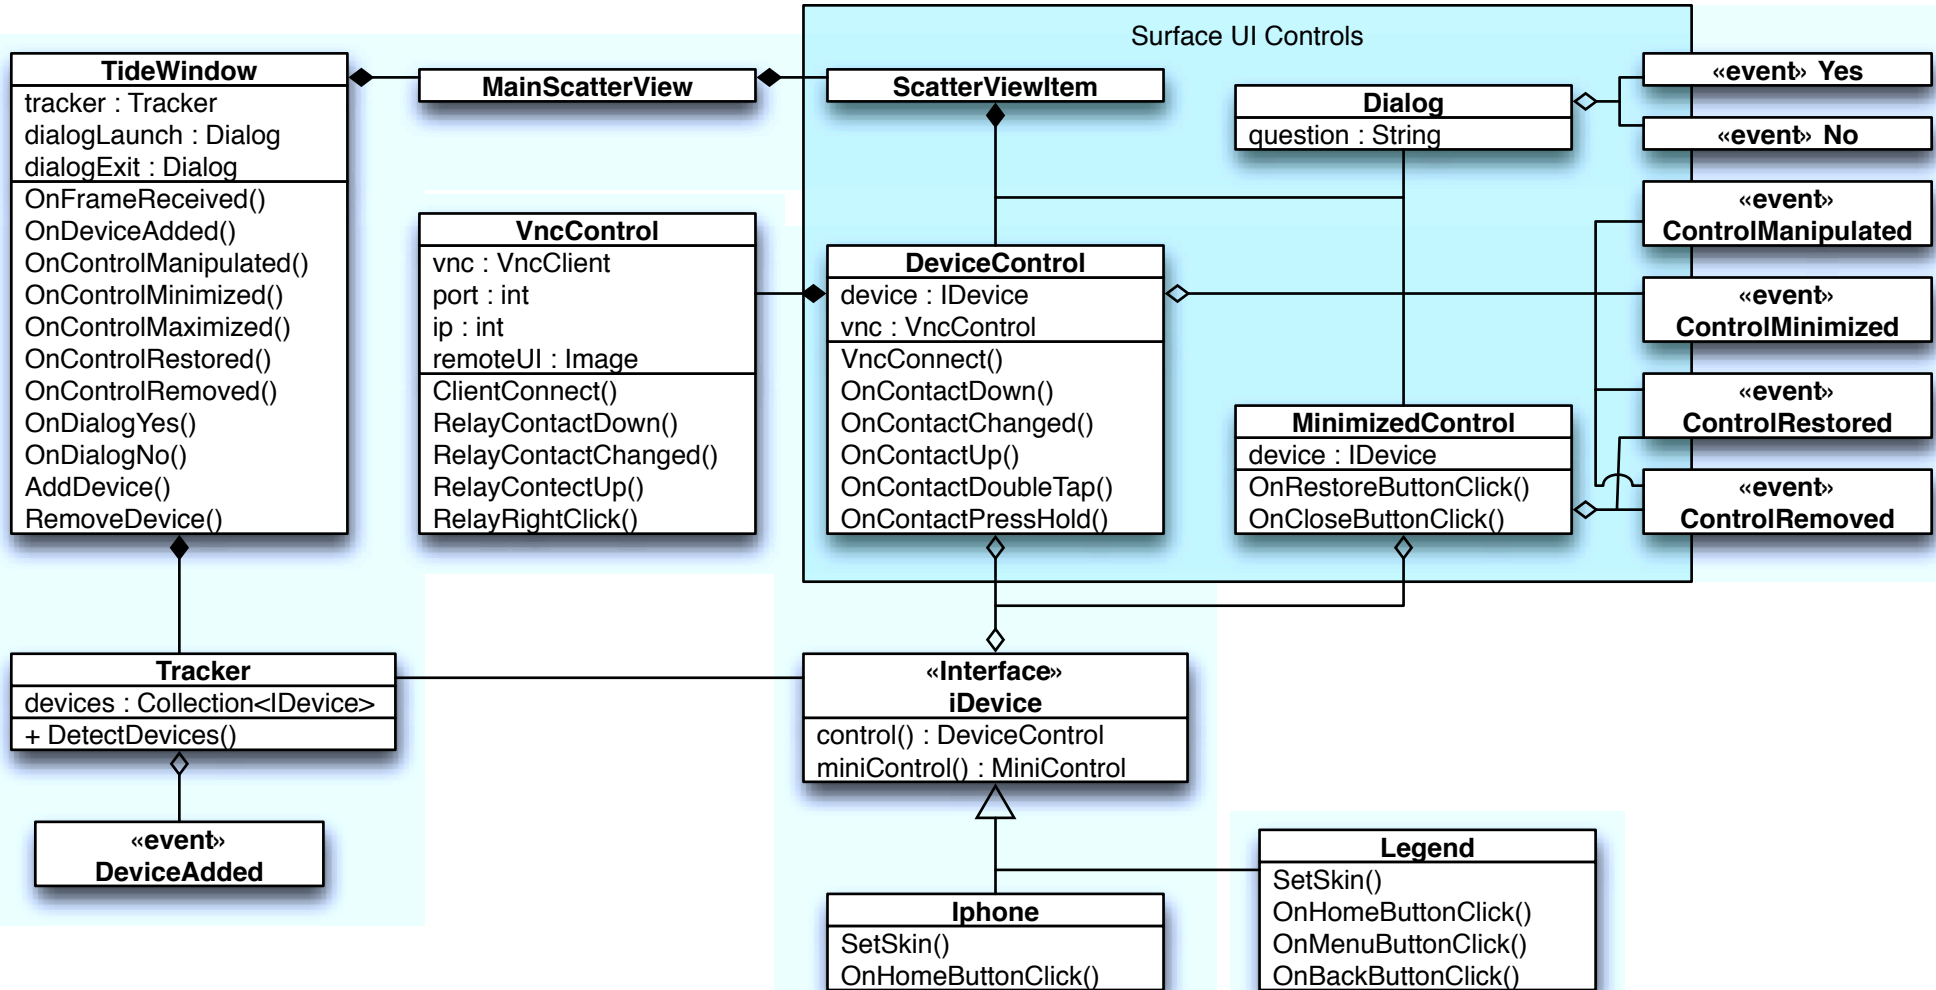 Surface UI Controls
TideWindow
tracker : Tracker
dialogLaunch : Dialog
dialogExit : Dialog
OnFrameReceived()
OnDeviceAdded()
OnControlManipulated()
OnControlMinimized()
OnControlMaximized()
OnControlRestored()
OnControlRemoved()
OnDialogYes()
OnDialogNo()
AddDevice()
RemoveDevice()
MainScatterView
ScatterViewItem
Dialog
question : String
«event» Yes
«event» No
VncControl
vnc : VncClient
port : int
ip : int
remoteUI : Image
ClientConnect()
RelayContactDown()
RelayContactChanged()
RelayContectUp()
RelayRightClick()
DeviceControl
device : IDevice
vnc : VncControl
VncConnect()
OnContactDown()
OnContactChanged()
OnContactUp()
OnContactDoubleTap()
OnContactPressHold()
MinimizedControl
device : IDevice
OnRestoreButtonClick()
OnCloseButtonClick()
«event»
ControlManipulated
«event»
ControlMinimized
«event»
ControlRestored
«event»
ControlRemoved
Tracker
devices : Collection<IDevice>
+ DetectDevices()
«event»
DeviceAdded
«Interface»
iDevice
control() : DeviceControl
miniControl() : MiniControl
Iphone
SetSkin()
OnHomeButtonClick()
Legend
SetSkin()
OnHomeButtonClick()
OnMenuButtonClick()
OnBackButtonClick()